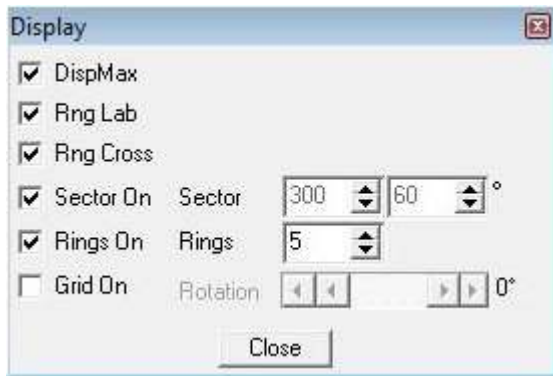 Display
DispMax
Rng Lab
Rng Cross
Sector On Sector 300 60 °
Rings On Rings 5
Grid On Rotation 0°
Close